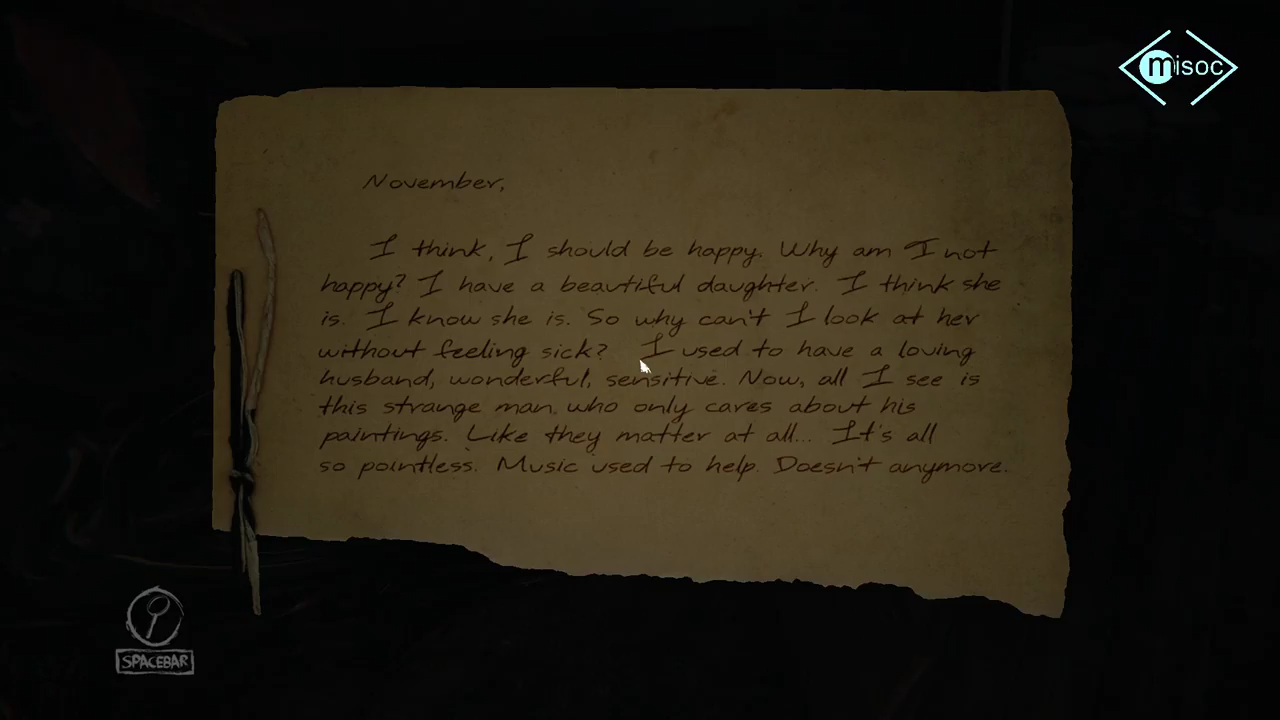 misoc
November,
I think, I should be happy. Why am I not
happy? I have a beautiful daughter. I think she
is. I know she is. So why can't I look at her
without feeling sick? I used to have a loving
husband, wonderful, sensitive. Now, all I see is
this strange man who only cares about his
paintings. Like they matter at all... It's all
so pointless. Music used to help. Doesn't anymore.
SPACEBAR